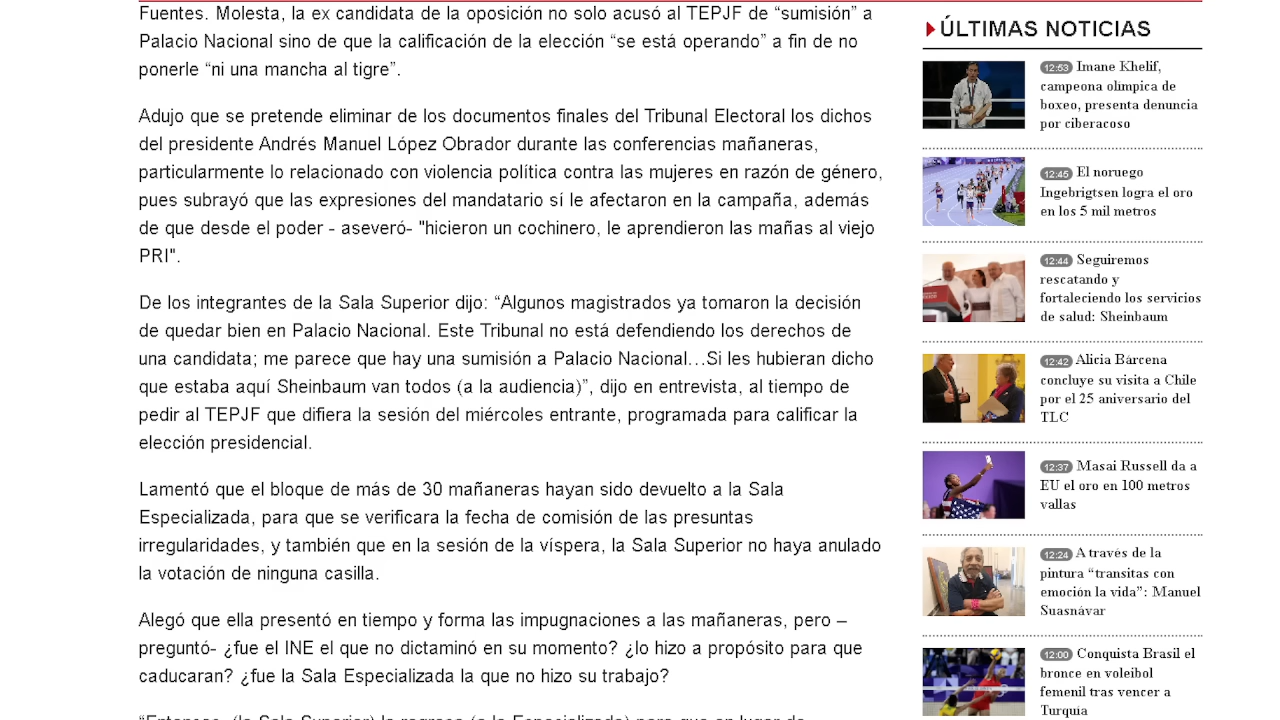 Fuentes. Molesta, la ex candidata de la oposición no solo acusó al TEPJF de “sumisión” a
Palacio Nacional sino de que la calificación de la elección “se está operando” a fin de no
ponerle “ni una mancha al tigre”.
Adujo que se pretende eliminar de los documentos finales del Tribunal Electoral los dichos
del presidente Andrés Manuel López Obrador durante las conferencias mañaneras,
particularmente lo relacionado con violencia política contra las mujeres en razón de género,
pues subrayó que las expresiones del mandatario sí le afectaron en la campaña, además
de que desde el poder - aseveró- "hicieron un cochinero, le aprendieron las mañas al viejo
PRI".
De los integrantes de la Sala Superior dijo: “Algunos magistrados ya tomaron la decisión
de quedar bien en Palacio Nacional. Este Tribunal no está defendiendo los derechos de
una candidata; me parece que hay una sumisión a Palacio Nacional…Si les hubieran dicho
que estaba aquí Sheinbaum van todos (a la audiencia)”, dijo en entrevista, al tiempo de
pedir al TEPJF que difiera la sesión del miércoles entrante, programada para calificar la
elección presidencial.
Lamentó que el bloque de más de 30 mañaneras hayan sido devuelto a la Sala
Especializada, para que se verificara la fecha de comisión de las presuntas
irregularidades, y también que en la sesión de la víspera, la Sala Superior no haya anulado
la votación de ninguna casilla.
Alegó que ella presentó en tiempo y forma las impugnaciones a las mañaneras, pero –
preguntó- ¿fue el INE el que no dictaminó en su momento? ¿lo hizo a propósito para que
caducaran? ¿fue la Sala Especializada la que no hizo su trabajo?
“Entonces, (la Sala Superior) la regresa (a la Especializada) para que en lugar de
ÚLTIMAS NOTICIAS
12:53 Imane Khelif,
campeona olímpica de
boxeo, presenta denuncia
por ciberacoso
12:45 El noruego
Ingebrigtsen logra el oro
en los 5 mil metros
12:44 Seguiremos
rescatando y
fortaleciendo los servicios
de salud: Sheinbaum
12:42 Alicia Bárcena
concluye su visita a Chile
por el 25 aniversario del
TLC
12:37 Masai Russell da a
EU el oro en 100 metros
vallas
12:24 A través de la
pintura “transitas con
emoción la vida”: Manuel
Suasnávar
12:00 Conquista Brasil el
bronce en voleibol
femenil tras vencer a
Turquía